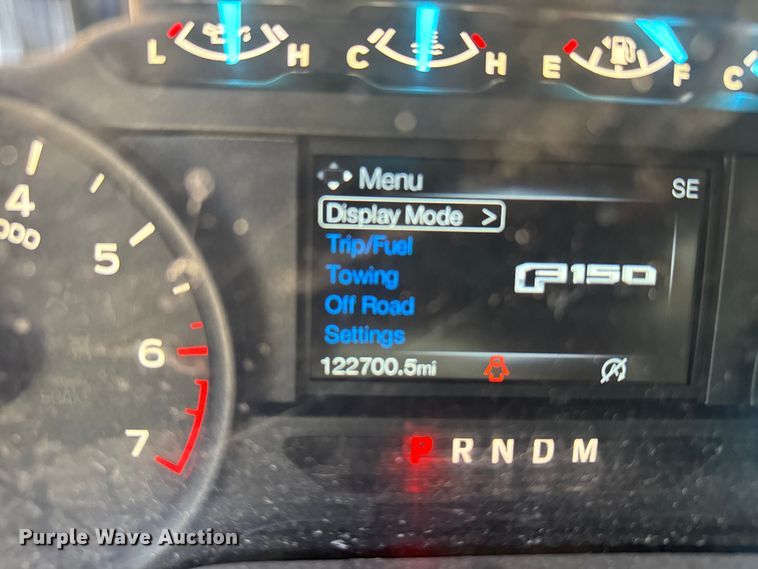 L H C H E F C
Menu SE
Display Mode >
Trip/Fuel
Towing
F150
Off Road
Settings
122700.5mi
4
000
5
6
7
BRAKE
P R N D M
Purple Wave Auction